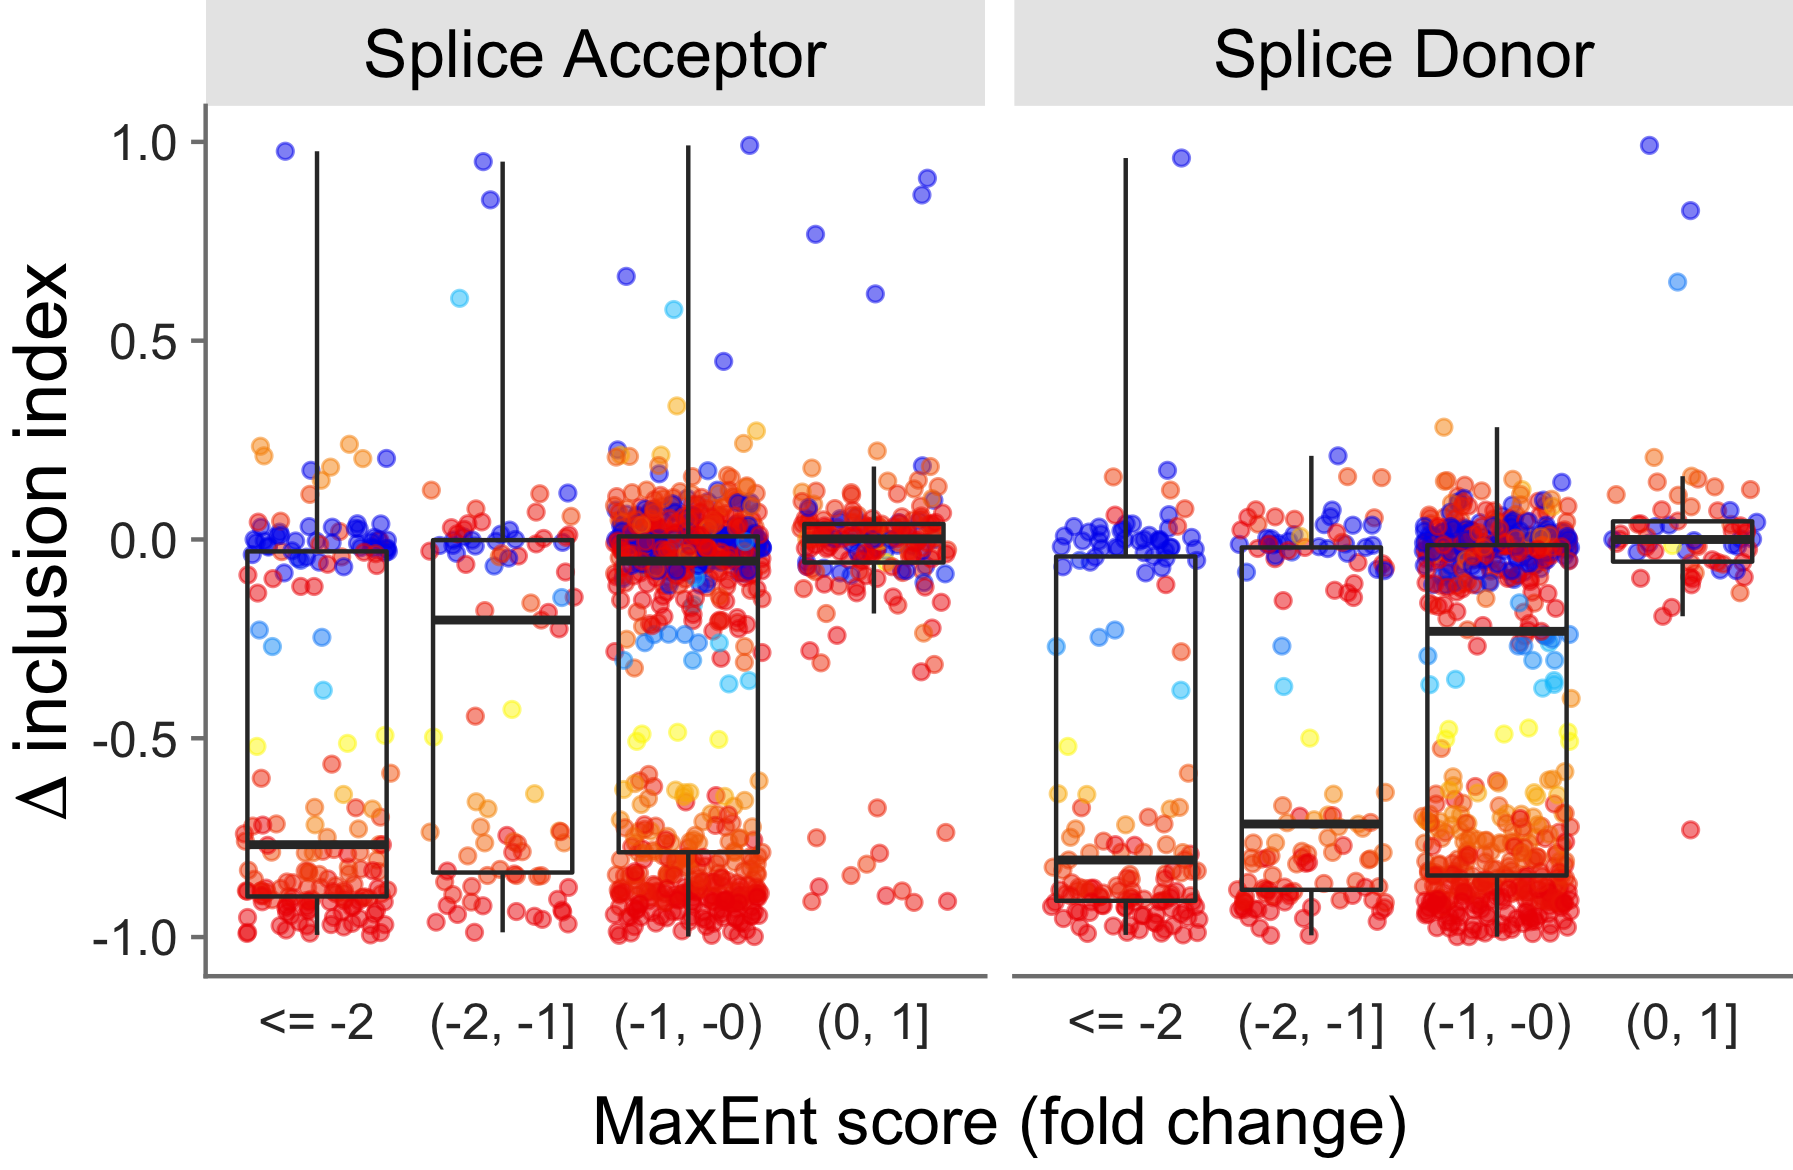 Splice Acceptor
Splice Donor
Δ inclusion index
1.0
0.5
0.0
-0.5
-1.0
<= -2 (-2, -1] (-1, -0) (0, 1]
<= -2 (-2, -1] (-1, -0) (0, 1]
MaxEnt score (fold change)